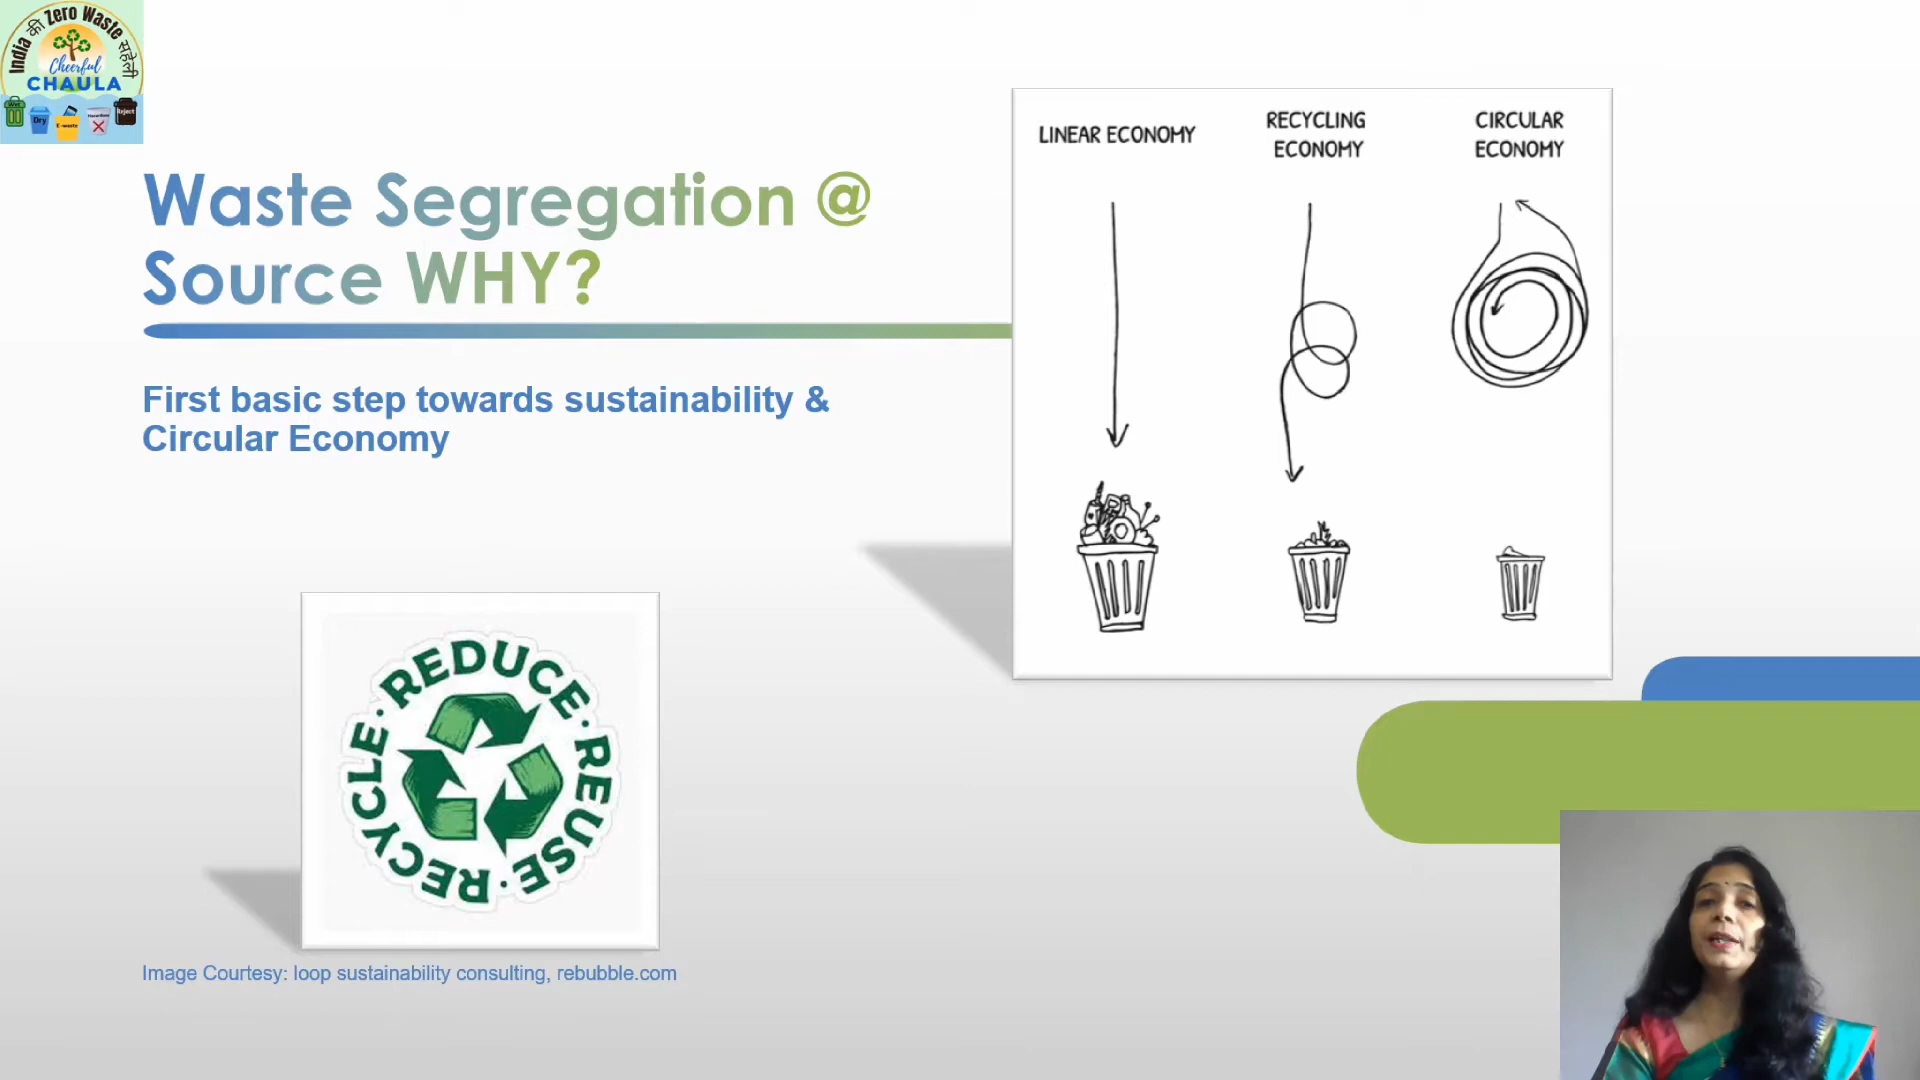 India की Zero Waste सहेली
Cheerful
CHAULA
Wet
Dry
E-waste
Hazardous
Reject
Waste Segregation @
Source WHY?
First basic step towards sustainability &
Circular Economy
LINEAR ECONOMY
RECYCLING
ECONOMY
CIRCULAR
ECONOMY
REDUCE · REUSE · RECYCLE ·
Image Courtesy: loop sustainability consulting, rebubble.com